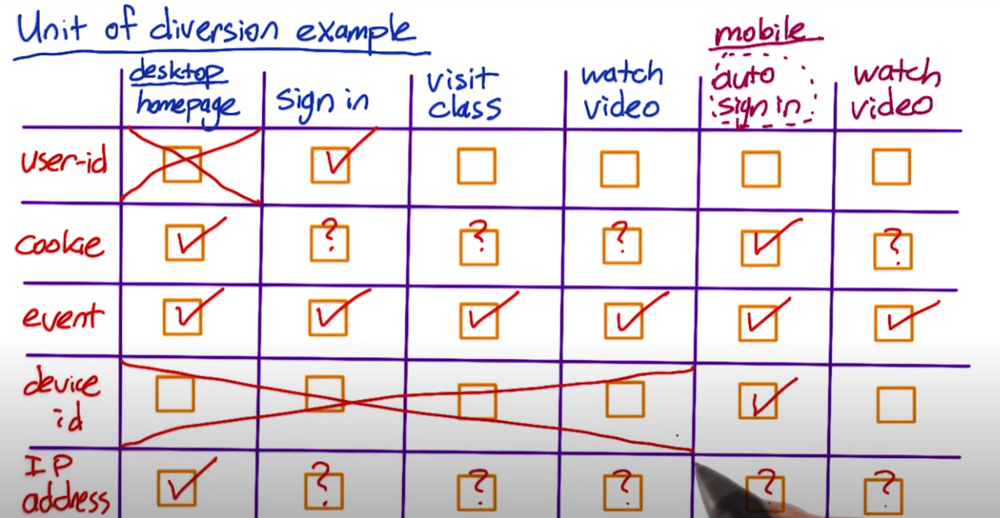 Unit of diversion example
mobile
desktop homepage
sign in
visit class
watch video
auto sign in
watch video
user-id
cookie
? ? ? ?
event
device id
IP address
? ? ? ? ?